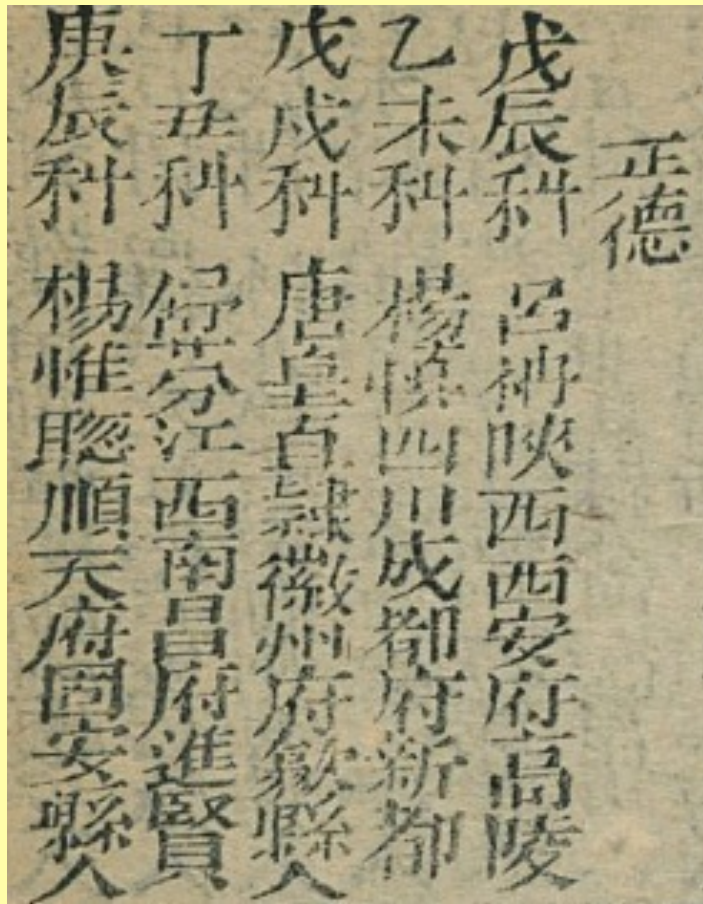 正德
戊辰科 呂柟陝西西安府高陵
乙未科 楊慎四川成都府新都
戊戌科 唐皐直隸徽州府歙縣人
丁丑科 舒芬江西南昌府進賢
庚辰科 楊惟聰順天府固安縣人